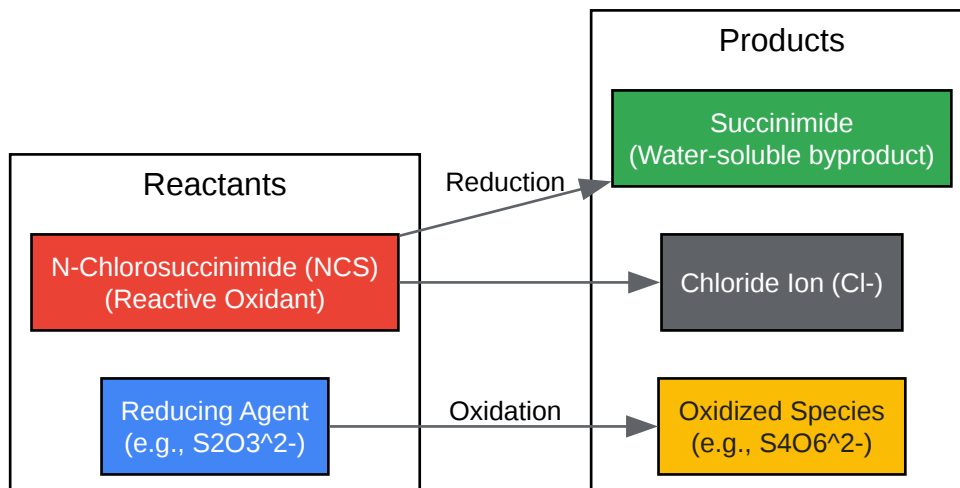 Products
Succinimide
(Water-soluble byproduct)
Reactants
Reduction
N-Chlorosuccinimide (NCS)
(Reactive Oxidant)
Chloride Ion (Cl-)
Reducing Agent
(e.g., S2O3^2-)
Oxidation
Oxidized Species
(e.g., S4O6^2-)